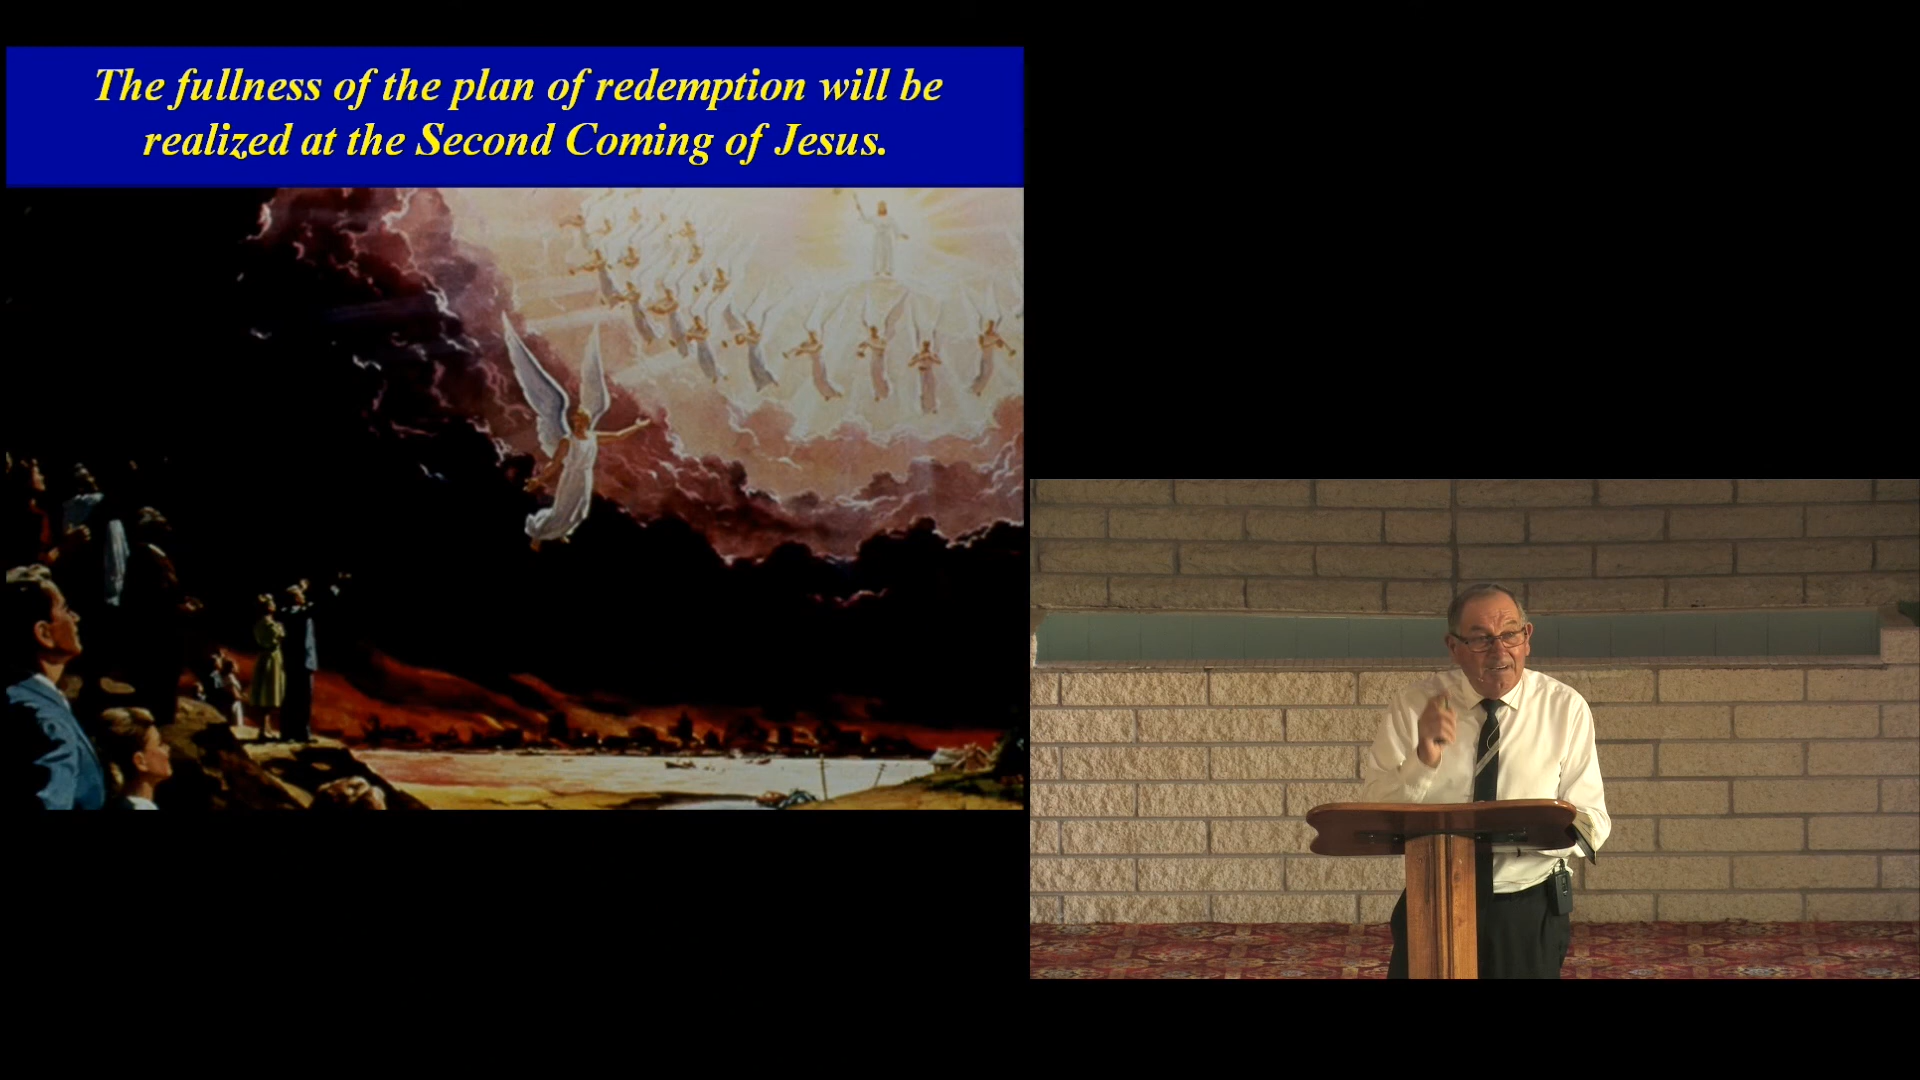 The fullness of the plan of redemption will be
realized at the Second Coming of Jesus.